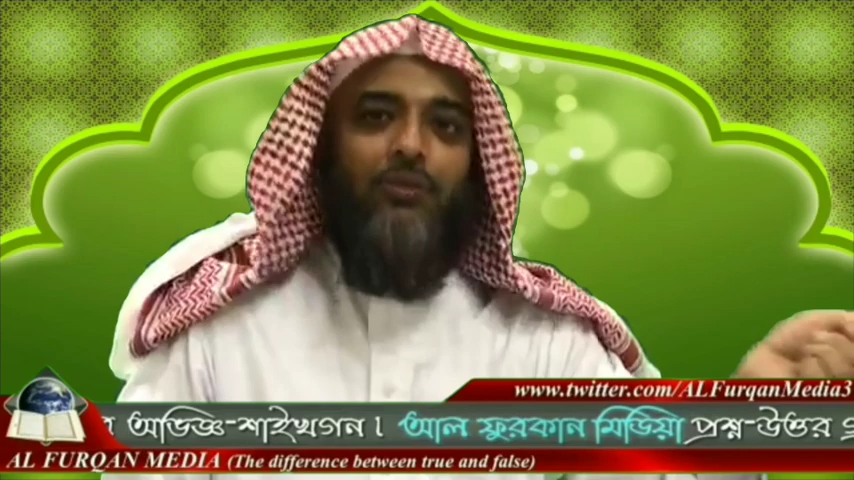 www.twitter.com/ALFurqanMedia3
অভিজ্ঞ-শাইখগন। আল ফুরকান মিডিয়া প্রশ্ন-উত্তর
AL FURQAN MEDIA (The difference between true and false)